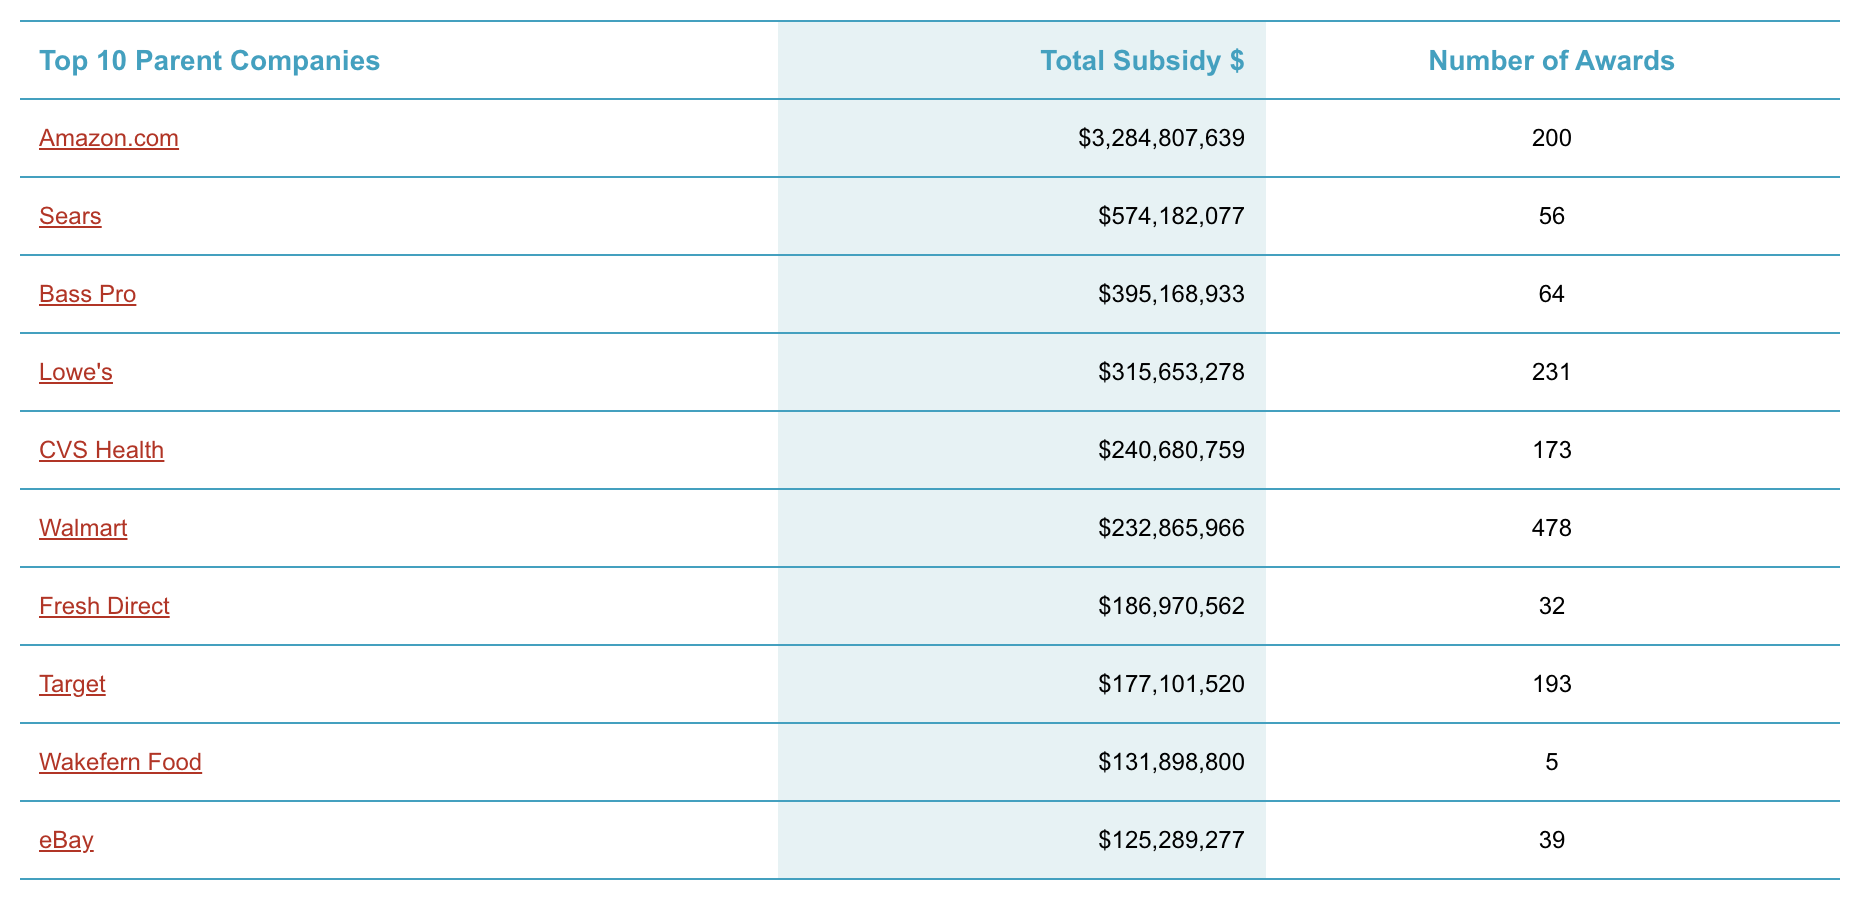 Top 10 Parent Companies Total Subsidy $ Number of Awards
Amazon.com $3,284,807,639 200
Sears $574,182,077 56
Bass Pro $395,168,933 64
Lowe's $315,653,278 231
CVS Health $240,680,759 173
Walmart $232,865,966 478
Fresh Direct $186,970,562 32
Target $177,101,520 193
Wakefern Food $131,898,800 5
eBay $125,289,277 39